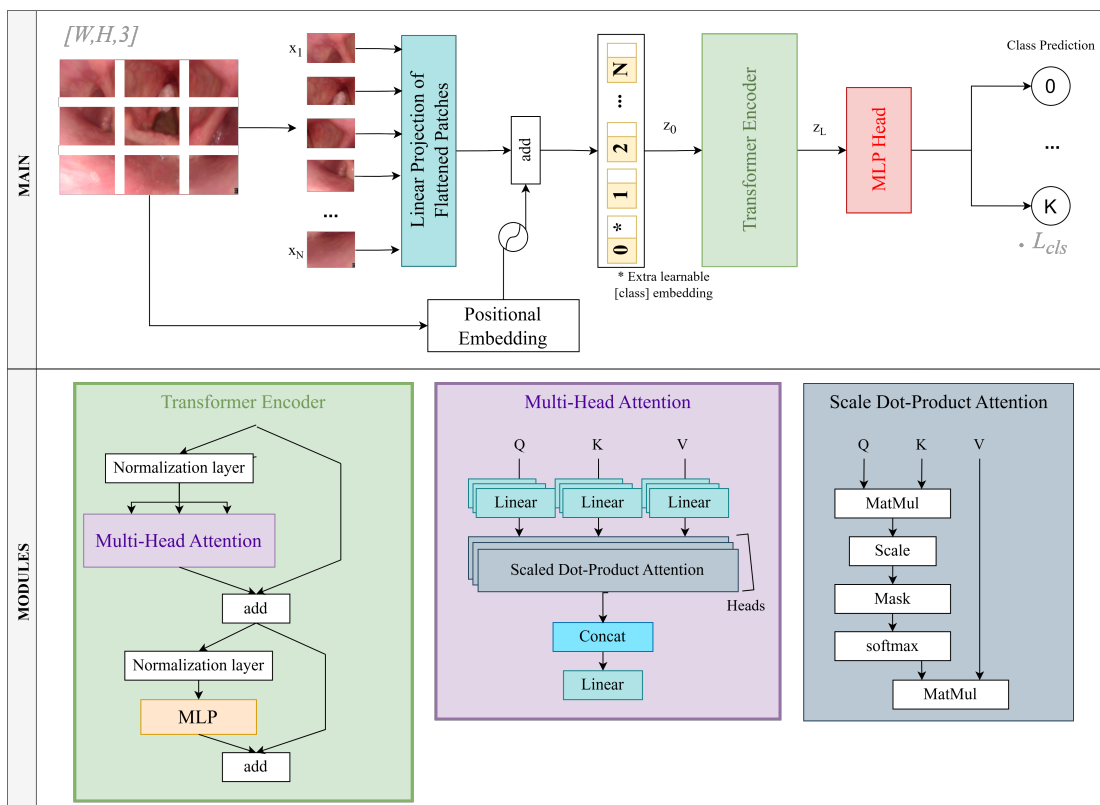 MAIN
[W,H,3]
x1
xN
...
Linear Projection of
Flattened Patches
add
Positional
Embedding
0 * 1 2 ... N
* Extra learnable
[class] embedding
z0
Transformer Encoder
zL
MLP Head
Class Prediction
0
...
K
· Lcls
MODULES
Transformer Encoder
Normalization layer
Multi-Head Attention
add
Normalization layer
MLP
add
Multi-Head Attention
Q K V
Linear Linear Linear
Scaled Dot-Product Attention
Heads
Concat
Linear
Scale Dot-Product Attention
Q K V
MatMul
Scale
Mask
softmax
MatMul